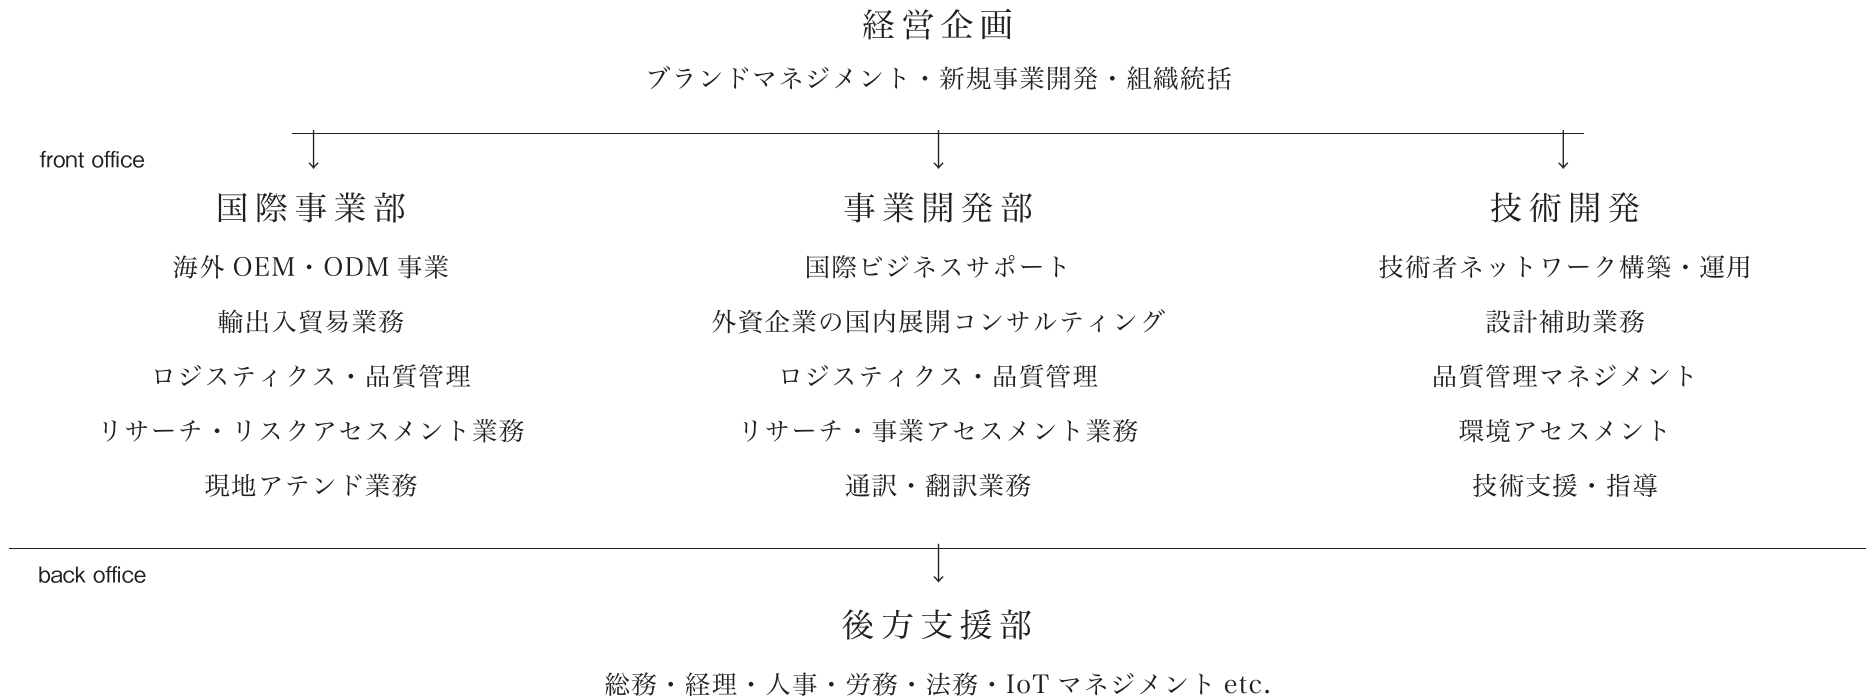 経営企画
ブランドマネジメント・新規事業開発・組織統括
front office
国際事業部
海外 OEM・ODM 事業
輸出入貿易業務
ロジスティクス・品質管理
リサーチ・リスクアセスメント業務
現地アテンド業務
事業開発部
国際ビジネスサポート
外資企業の国内展開コンサルティング
ロジスティクス・品質管理
リサーチ・事業アセスメント業務
通訳・翻訳業務
技術開発
技術者ネットワーク構築・運用
設計補助業務
品質管理マネジメント
環境アセスメント
技術支援・指導
back office
後方支援部
総務・経理・人事・労務・法務・IoT マネジメント etc.